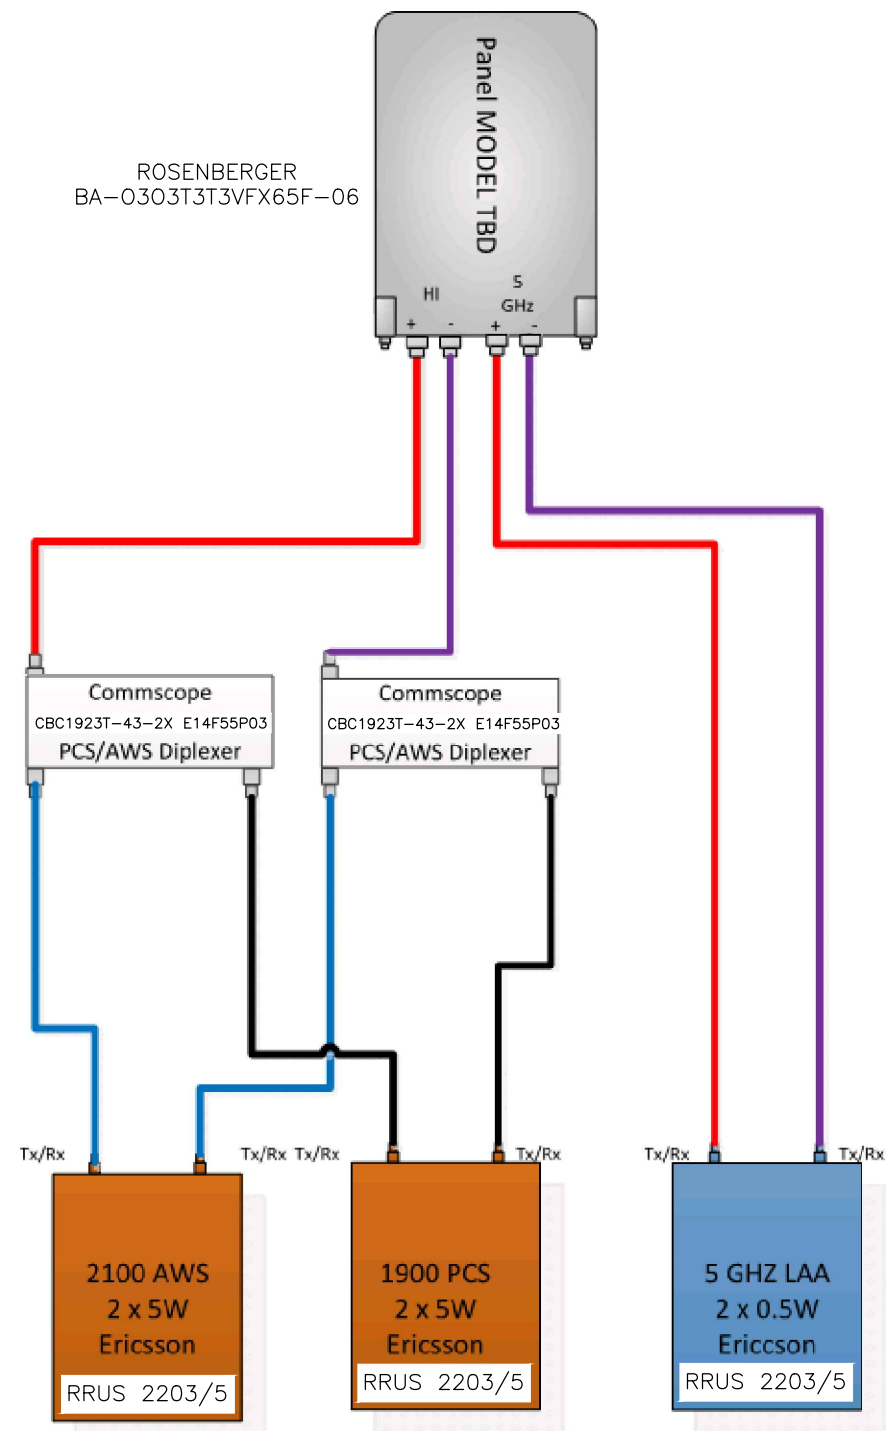 Panel MODEL TBD
ROSENBERGER
BA-0303T3T3VFX65F-06
HI
5
GHz
+ - + -
Commscope
CBC1923T-43-2X E14F55P03
PCS/AWS Diplexer
Commscope
CBC1923T-43-2X E14F55P03
PCS/AWS Diplexer
Tx/Rx
Tx/Rx
Tx/Rx
Tx/Rx
Tx/Rx
Tx/Rx
2100 AWS
2 x 5W
Ericsson
RRUS 2203/5
1900 PCS
2 x 5W
Ericsson
RRUS 2203/5
5 GHZ LAA
2 x 0.5W
Ericcson
RRUS 2203/5